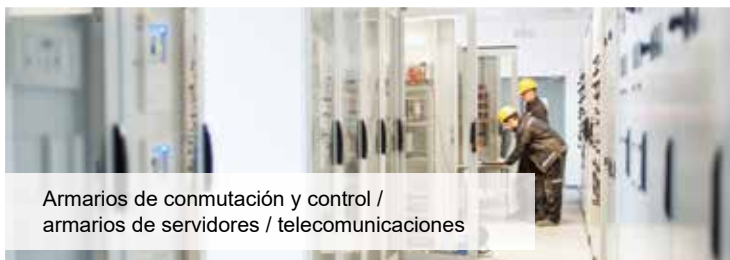 Armarios de conmutación y control /
armarios de servidores / telecomunicaciones